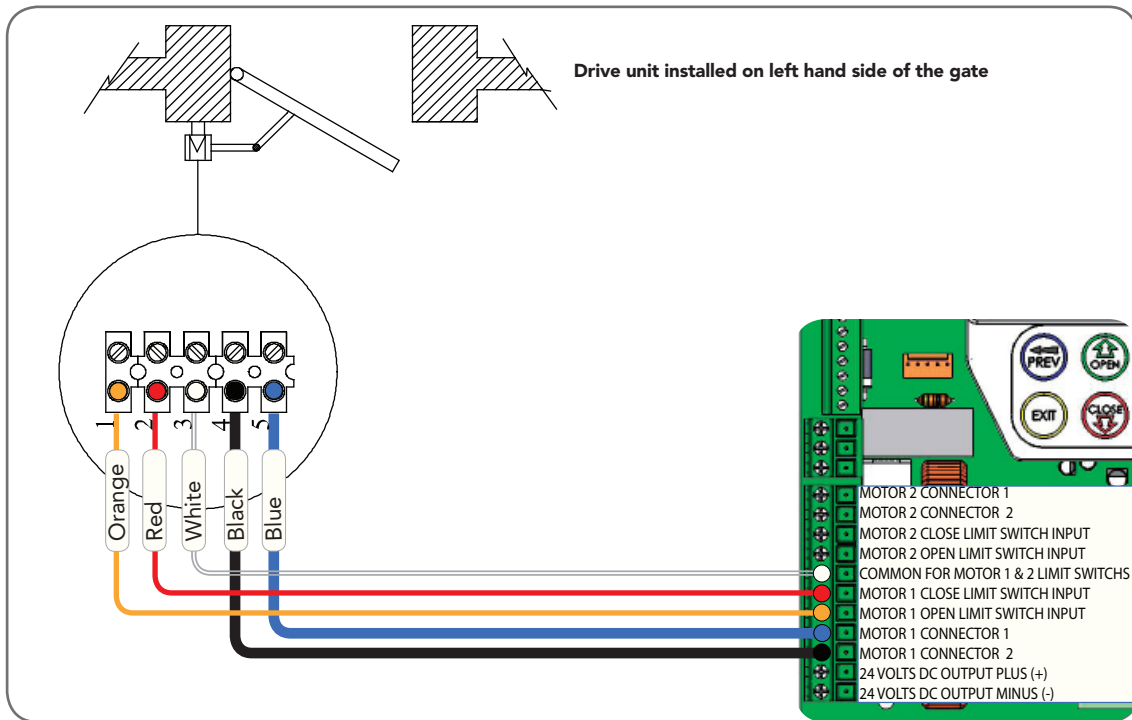 Drive unit installed on left hand side of the gate
1 2 3 4 5
Orange
Red
White
Black
Blue
PREV
OPEN
EXIT
CLOSE
MOTOR 2 CONNECTOR 1
MOTOR 2 CONNECTOR 2
MOTOR 2 CLOSE LIMIT SWITCH INPUT
MOTOR 2 OPEN LIMIT SWITCH INPUT
COMMON FOR MOTOR 1 & 2 LIMIT SWITCHS
MOTOR 1 CLOSE LIMIT SWITCH INPUT
MOTOR 1 OPEN LIMIT SWITCH INPUT
MOTOR 1 CONNECTOR 1
MOTOR 1 CONNECTOR 2
24 VOLTS DC OUTPUT PLUS (+)
24 VOLTS DC OUTPUT MINUS (-)